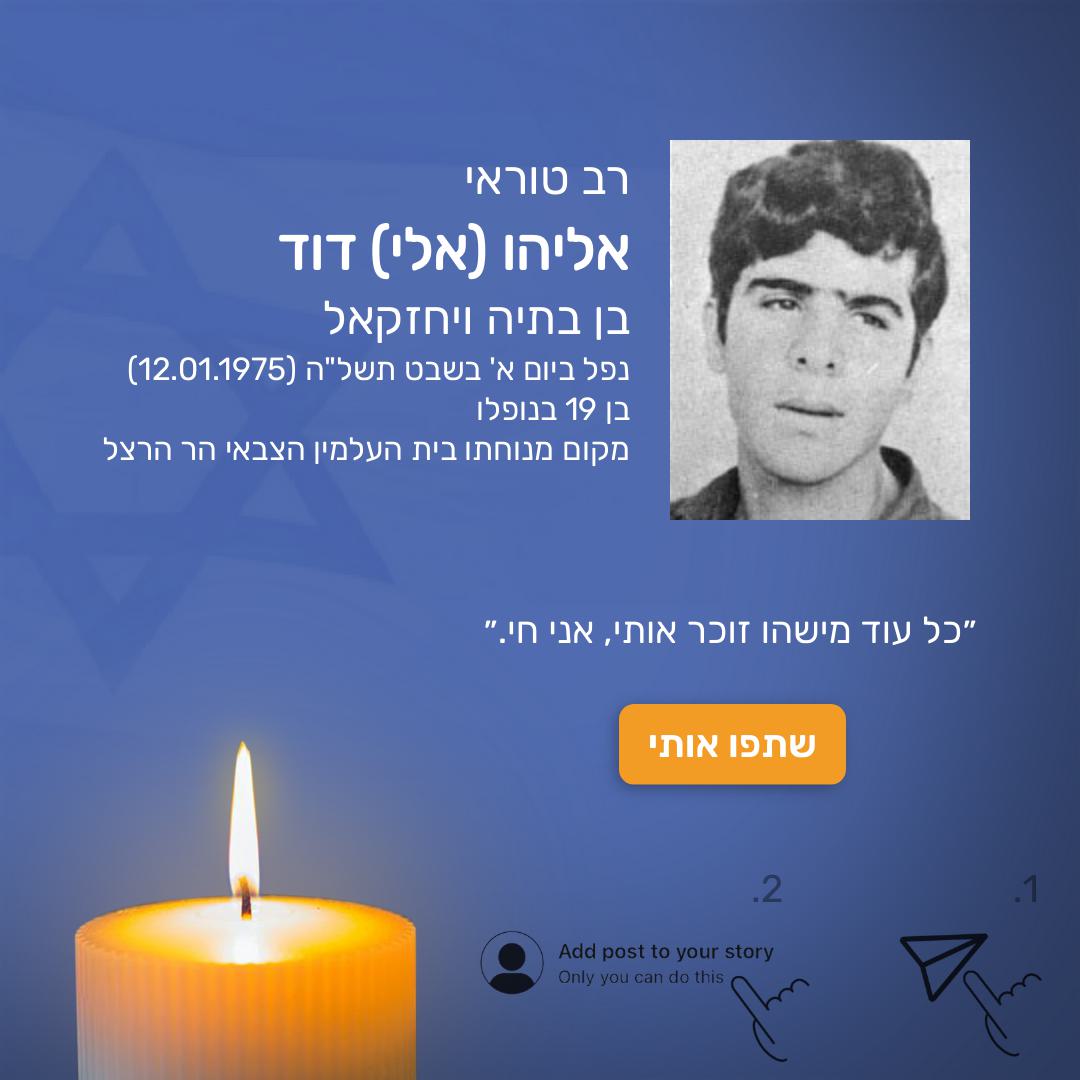 רב טוראי
אליהו (אלי) דוד
בן בתיה ויחזקאל
נפל ביום א' בשבט תשל"ה (12.01.1975)
בן 19 בנופלו
מקום מנוחתו בית העלמין הצבאי הר הרצל
״כל עוד מישהו זוכר אותי, אני חי.״
שתפו אותי
1.
2.
Add post to your story
Only you can do this